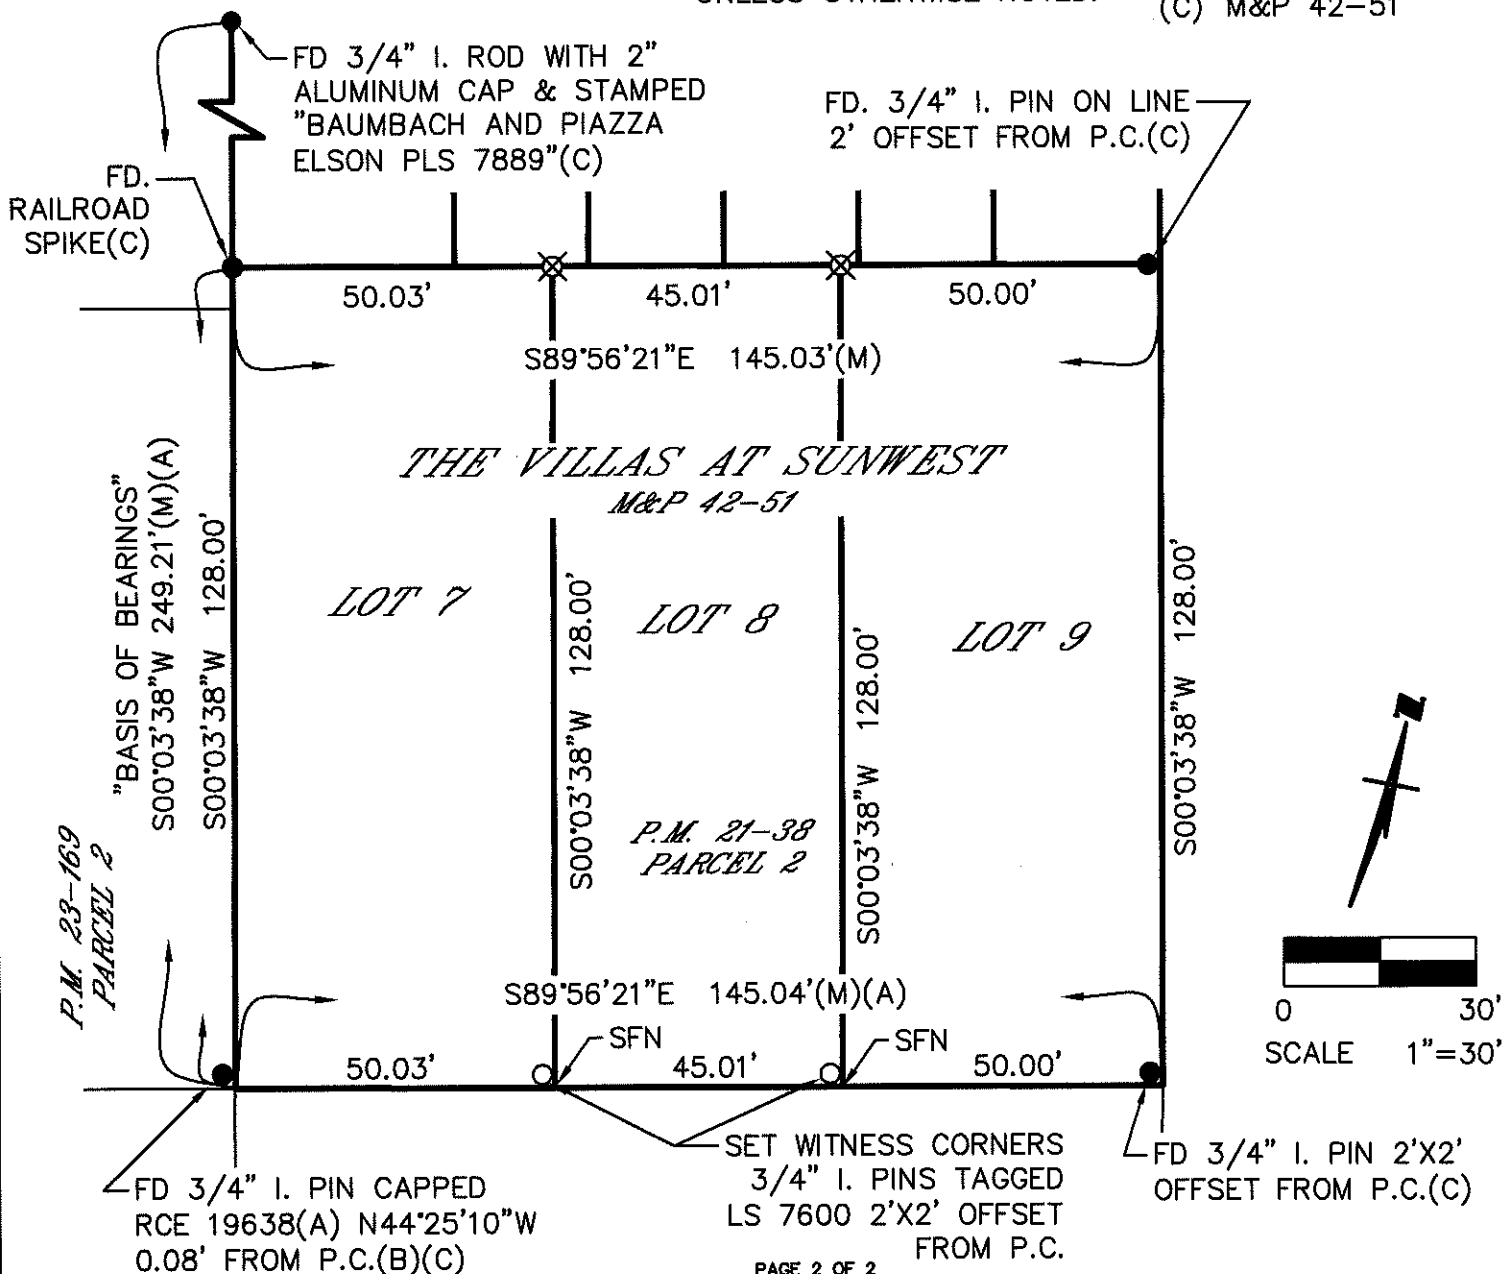 (C) M&P 42-51
FD 3/4" I. ROD WITH 2"
ALUMINUM CAP & STAMPED
"BAUMBACH AND PIAZZA
ELSON PLS 7889"(C)
FD. 3/4" I. PIN ON LINE
2' OFFSET FROM P.C.(C)
FD.
RAILROAD
SPIKE(C)
50.03'
45.01'
50.00'
S89°56'21"E 145.03'(M)
THE VILLAS AT SUNWEST
M&P 42-51
"BASIS OF BEARINGS"
S00°03'38"W 249.21'(M)(A)
S00°03'38"W 128.00'
LOT 7
S00°03'38"W 128.00'
LOT 8
S00°03'38"W 128.00'
LOT 9
S00°03'38"W 128.00'
P.M. 21-38
PARCEL 2
P.M. 23-169
PARCEL 2
N
S89°56'21"E 145.04'(M)(A)
SFN
SFN
50.03'
45.01'
50.00'
0 30'
SCALE 1"=30'
FD 3/4" I. PIN CAPPED
RCE 19638(A) N44°25'10"W
0.08' FROM P.C.(B)(C)
SET WITNESS CORNERS
3/4" I. PINS TAGGED
LS 7600 2'X2' OFFSET
FROM P.C.
FD 3/4" I. PIN 2'X2'
OFFSET FROM P.C.(C)
PAGE 2 OF 2